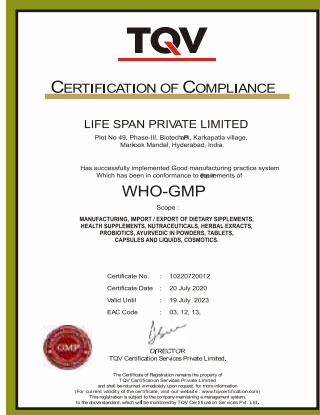 TQV
CERTIFICATION OF COMPLIANCE
LIFE SPAN PRIVATE LIMITED
Plot No 49, Phase-III, Biotech Park, Karkapatla village,
Markook Mandal, Hyderabad, India.
Has successfully implemented Good manufacturing practice system
Which has been in conformance to the requirements of
WHO-GMP
Scope :
MANUFACTURING, IMPORT / EXPORT OF DIETARY SIPPLEMENTS,
HEALTH SUPPLEMENTS, NUTRACEUTICALS, HERBAL EXRACTS,
PROBIOTICS, AYURVEDIC IN POWDERS, TABLETS,
CAPSULES AND LIQUIDS, COSMOTICS.
Certificate No. : 10220720012
Certificate Date : 20 July 2020
Valid Until : 19 July 2023
EAC Code : 03, 12, 13,
GMP
DIRECTOR
TQV Certification Services Private Limited.
The Certificate of Registration remains the property of
TQV Certification Services Private Limited
and shall be returned immediately upon request. for more information
(For current validity of the certificate, visit our website : www.tqvcertification.com)
This registration is subject to the company maintaining a management system,
to the above standard, which will be monitored by TQV Certification Services Pvt. Ltd.